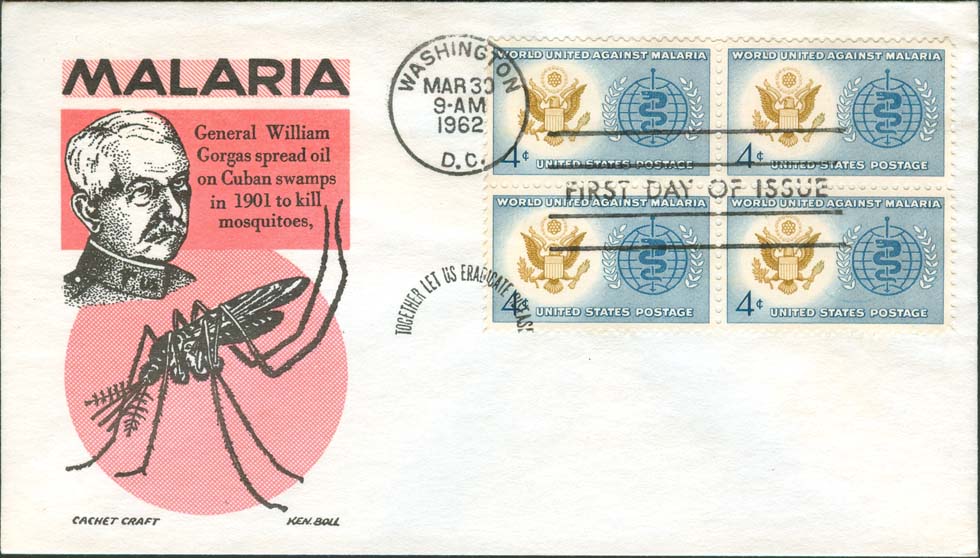 MALARIA
General William
Gorgas spread oil
on Cuban swamps
in 1901 to kill
mosquitoes,
CACHET CRAFT
KEN. BOLL
WASHINGTON
MAR 30
9-AM
1962
D.C.
TOGETHER LET US ERADICATE
WORLD UNITED AGAINST MALARIA
4¢
UNITED STATES POSTAGE
WORLD UNITED AGAINST MALARIA
4¢
UNITED STATES POSTAGE
FIRST DAY OF ISSUE
WORLD UNITED AGAINST MALARIA
4¢
UNITED STATES POSTAGE
WORLD UNITED AGAINST MALARIA
4¢
UNITED STATES POSTAGE